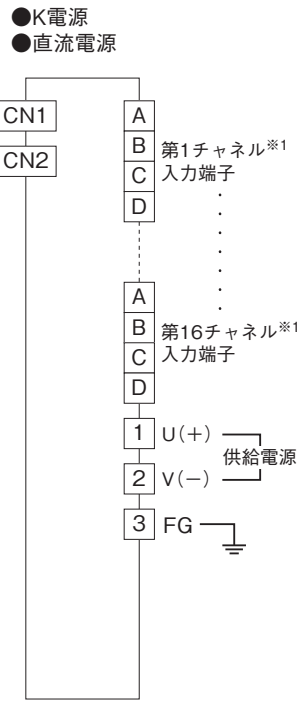 ●K電源
●直流電源
CN1
CN2
A
B
C
D
第1チャネル※1
入力端子
A
B
C
D
第16チャネル※1
入力端子
1 U(+)
供給電源
2 V(−)
3 FG